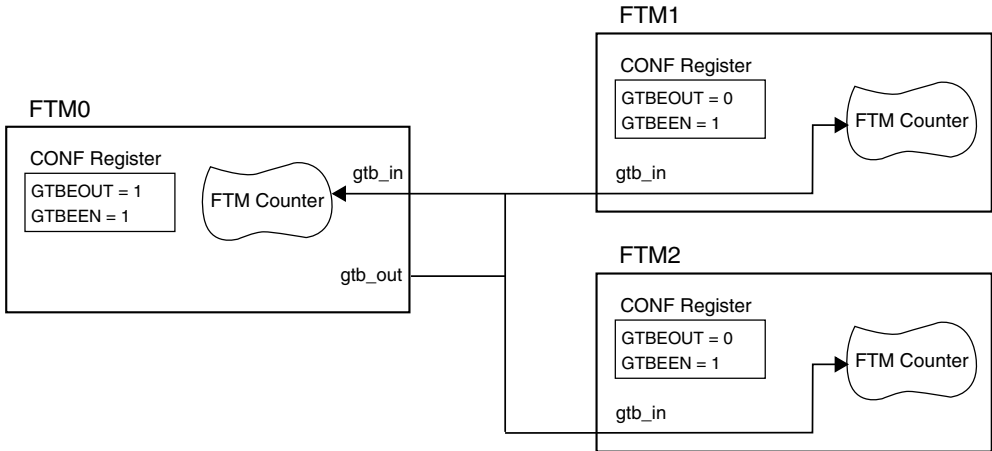 FTM0
CONF Register
GTBEOUT = 1
GTBEEN = 1
FTM Counter
gtb_in
gtb_out
FTM1
CONF Register
GTBEOUT = 0
GTBEEN = 1
FTM Counter
gtb_in
FTM2
CONF Register
GTBEOUT = 0
GTBEEN = 1
FTM Counter
gtb_in